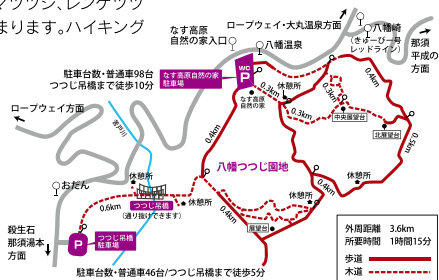 マツツジ、レンゲツツ
まります。ハイキング
なす高原
自然の家入口
ロープウェイ・大丸温泉方面
八幡温泉
八幡崎
(きゅーびー号
レッドライン)
那須
平成の
方面
駐車台数・普通車98台
つつじ吊橋まで徒歩10分
なす高原自然の家
駐車場
WC
P
なす高原
自然の家
休憩所
0.3km
0.3km
0.3km
0.4km
中央展望台
北展望台
0.5km
ロープウェイ方面
苦戸川
0.4km
八幡つつじ園地
おだん
休憩所
つつじ吊橋
(通り抜けできます)
休憩所
0.6km
0.4km
展望台
休憩所
0.4km
殺生石
那須湯本
方面
P
つつじ吊橋
駐車場
駐車台数・普通車46台/つつじ吊橋まで徒歩5分
外周距離 3.6km
所要時間 1時間15分
歩道
木道